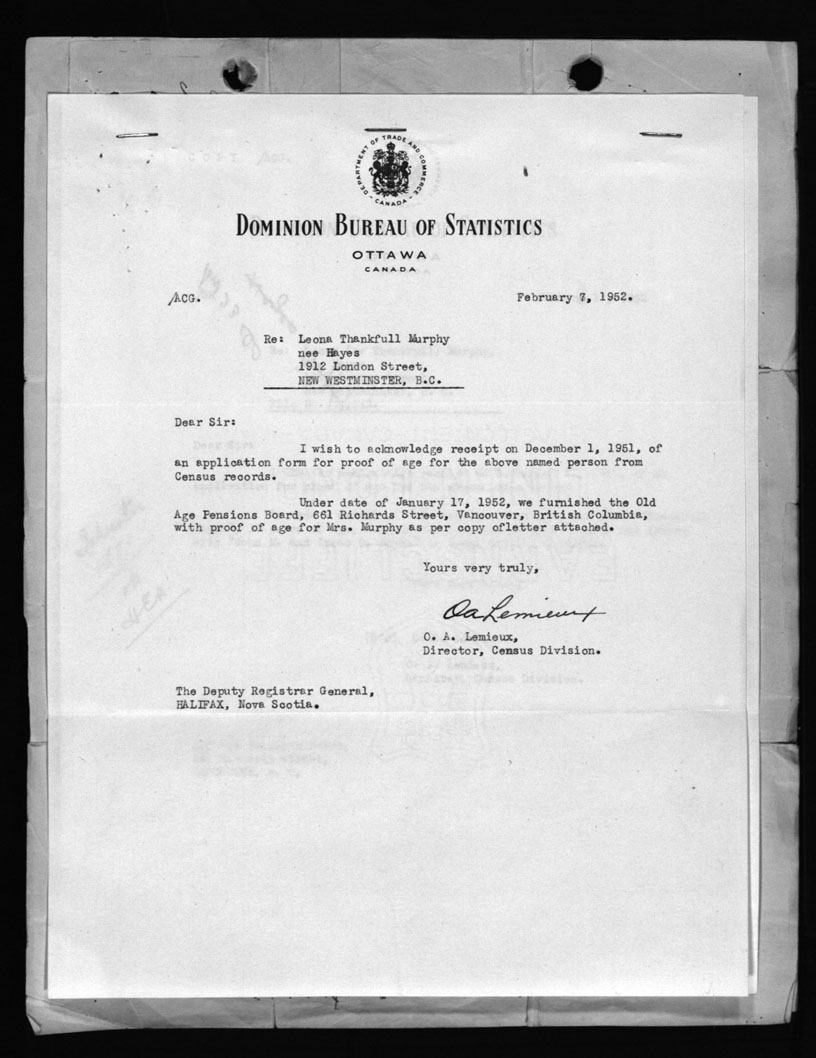 DEPARTMENT OF TRADE AND COMMERCE
- CANADA -
DOMINION BUREAU OF STATISTICS
OTTAWA
CANADA
/ACG.
February 7, 1952.
Re: Leona Thankfull Murphy
nee Hayes
1912 London Street,
NEW WESTMINSTER, B.C.
Dear Sir:
I wish to acknowledge receipt on December 1, 1951, of
an application form for proof of age for the above named person from
Census records.
Under date of January 17, 1952, we furnished the Old
Age Pensions Board, 661 Richards Street, Vancouver, British Columbia,
with proof of age for Mrs. Murphy as per copy ofletter attached.
Yours very truly,
OaLemieux
O. A. Lemieux,
Director, Census Division.
The Deputy Registrar General,
HALIFAX, Nova Scotia.